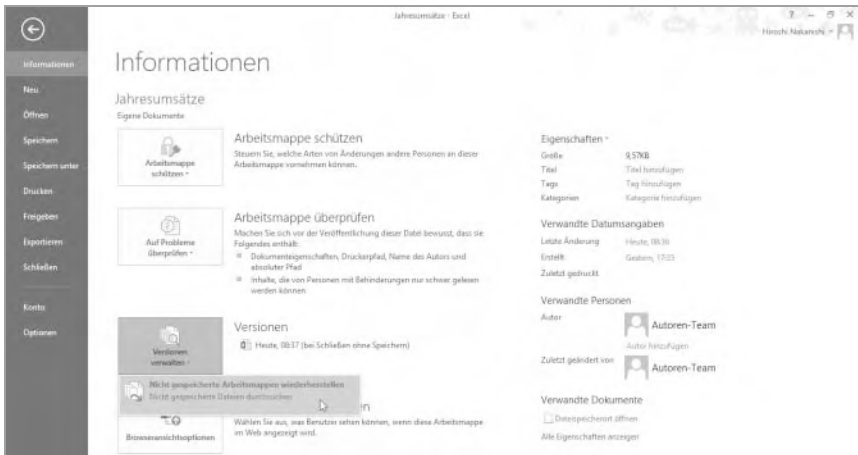 Jahresumsätze - Excel
? – X
Hiroshi Nakanishi
Informationen
Neu
Öffnen
Speichern
Speichern unter
Drucken
Freigeben
Exportieren
Schließen
Konto
Optionen
Informationen
Jahresumsätze
Eigene Dokumente
Arbeitsmappe schützen
Arbeitsmappe schützen
Steuern Sie, welche Arten von Änderungen andere Personen an dieser
Arbeitsmappe vornehmen können.
Auf Probleme überprüfen
Arbeitsmappe überprüfen
Machen Sie sich vor der Veröffentlichung dieser Datei bewusst, dass sie
Folgendes enthält:
Dokumenteigenschaften, Druckerpfad, Name des Autors und
absoluter Pfad
Inhalte, die von Personen mit Behinderungen nur schwer gelesen
werden können
Versionen verwalten
Versionen
Heute, 08:37 (bei Schließen ohne Speichern)
Nicht gespeicherte Arbeitsmappen wiederherstellen
Nicht gespeicherte Dateien durchsuchen
Browseransichtsoptionen
Wählen Sie aus, was Benutzer sehen können, wenn diese Arbeitsmappe
im Web angezeigt wird.
Eigenschaften
Größe 9,57KB
Titel Titel hinzufügen
Tags Tag hinzufügen
Kategorien Kategorie hinzufügen
Verwandte Datumsangaben
Letzte Änderung Heute, 08:36
Erstellt Gestern, 17:23
Zuletzt gedruckt
Verwandte Personen
Autor Autoren-Team
Autor hinzufügen
Zuletzt geändert von Autoren-Team
Verwandte Dokumente
Dateispeicherort öffnen
Alle Eigenschaften anzeigen